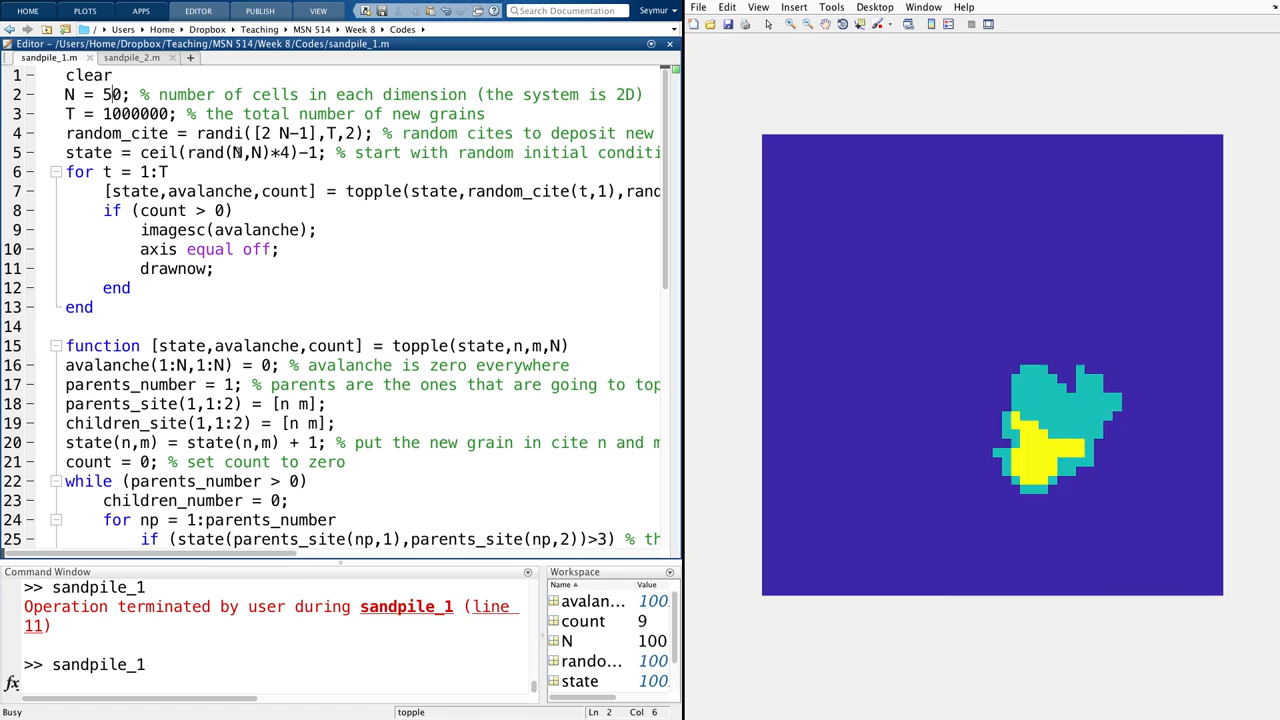 HOME PLOTS APPS EDITOR PUBLISH VIEW Search Documentation Seymur
/ Users Home Dropbox Teaching MSN 514 Week 8 Codes
Editor - /Users/Home/Dropbox/Teaching/MSN 514/Week 8/Codes/sandpile_1.m
sandpile_1.m sandpile_2.m
1 clear
2 N = 50; % number of cells in each dimension (the system is 2D)
3 T = 1000000; % the total number of new grains
4 random_cite = randi([2 N-1],T,2); % random cites to deposit new
5 state = ceil(rand(N,N)*4)-1; % start with random initial conditi
6 for t = 1:T
7 [state,avalanche,count] = topple(state,random_cite(t,1),rand
8 if (count > 0)
9 imagesc(avalanche);
10 axis equal off;
11 drawnow;
12 end
13 end
14
15 function [state,avalanche,count] = topple(state,n,m,N)
16 avalanche(1:N,1:N) = 0; % avalanche is zero everywhere
17 parents_number = 1; % parents are the ones that are going to top
18 parents_site(1,1:2) = [n m];
19 children_site(1,1:2) = [n m];
20 state(n,m) = state(n,m) + 1; % put the new grain in cite n and m
21 count = 0; % set count to zero
22 while (parents_number > 0)
23 children_number = 0;
24 for np = 1:parents_number
25 if (state(parents_site(np,1),parents_site(np,2))>3) % th
Command Window
>> sandpile_1
Operation terminated by user during sandpile_1 (line
11)
>> sandpile_1
fx
Workspace
Name Value
avalan... 100
count 9
N 100
rando... 100
state 100
Busy topple Ln 2 Col 6
File Edit View Insert Tools Desktop Window Help